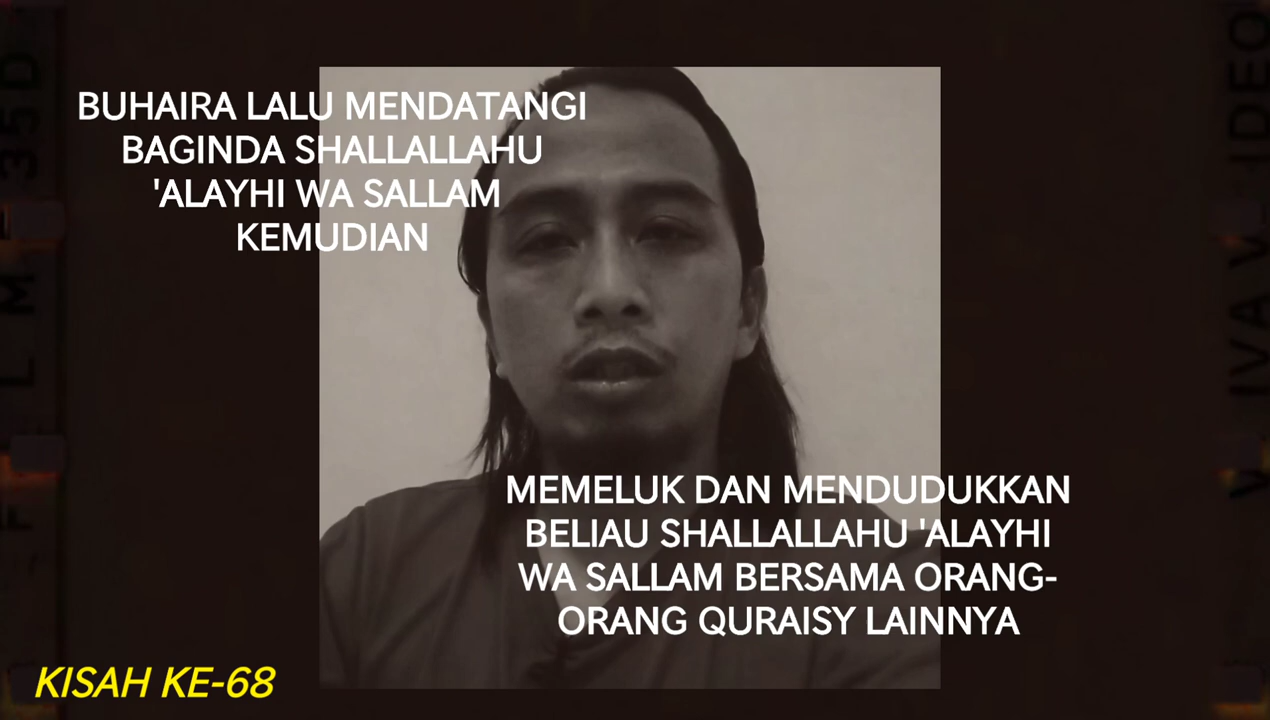 BUHAIRA LALU MENDATANGI
BAGINDA SHALLALLAHU
'ALAYHI WA SALLAM
KEMUDIAN
MEMELUK DAN MENDUDUKKAN
BELIAU SHALLALLAHU 'ALAYHI
WA SALLAM BERSAMA ORANG-
ORANG QURAISY LAINNYA
KISAH KE-68